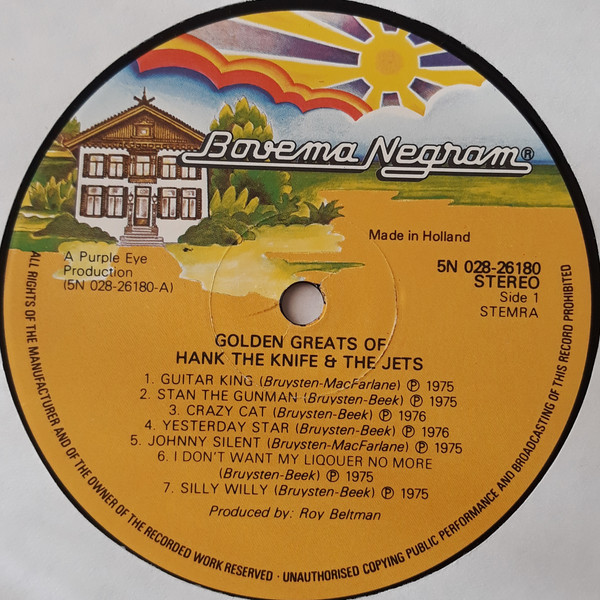 Bovema Negram®
Made in Holland
A Purple Eye
Production
(5N 028-26180-A)
5N 028-26180
STEREO
Side 1
STEMRA
GOLDEN GREATS OF
HANK THE KNIFE & THE JETS
1. GUITAR KING (Bruysten-MacFarlane) ℗ 1975
2. STAN THE GUNMAN (Bruysten-Beek) ℗ 1975
3. CRAZY CAT (Bruysten-Beek) ℗ 1976
4. YESTERDAY STAR (Bruysten-Beek) ℗ 1976
5. JOHNNY SILENT (Bruysten-MacFarlane) ℗ 1975
6. I DON'T WANT MY LIQOUER NO MORE
(Bruysten-Beek) ℗ 1975
7. SILLY WILLY (Bruysten-Beek) ℗ 1975
Produced by: Roy Beltman
ALL RIGHTS OF THE MANUFACTURER AND OF THE OWNER OF THE RECORDED WORK RESERVED · UNAUTHORISED COPYING PUBLIC PERFORMANCE AND BROADCASTING OF THIS RECORD PROHIBITED